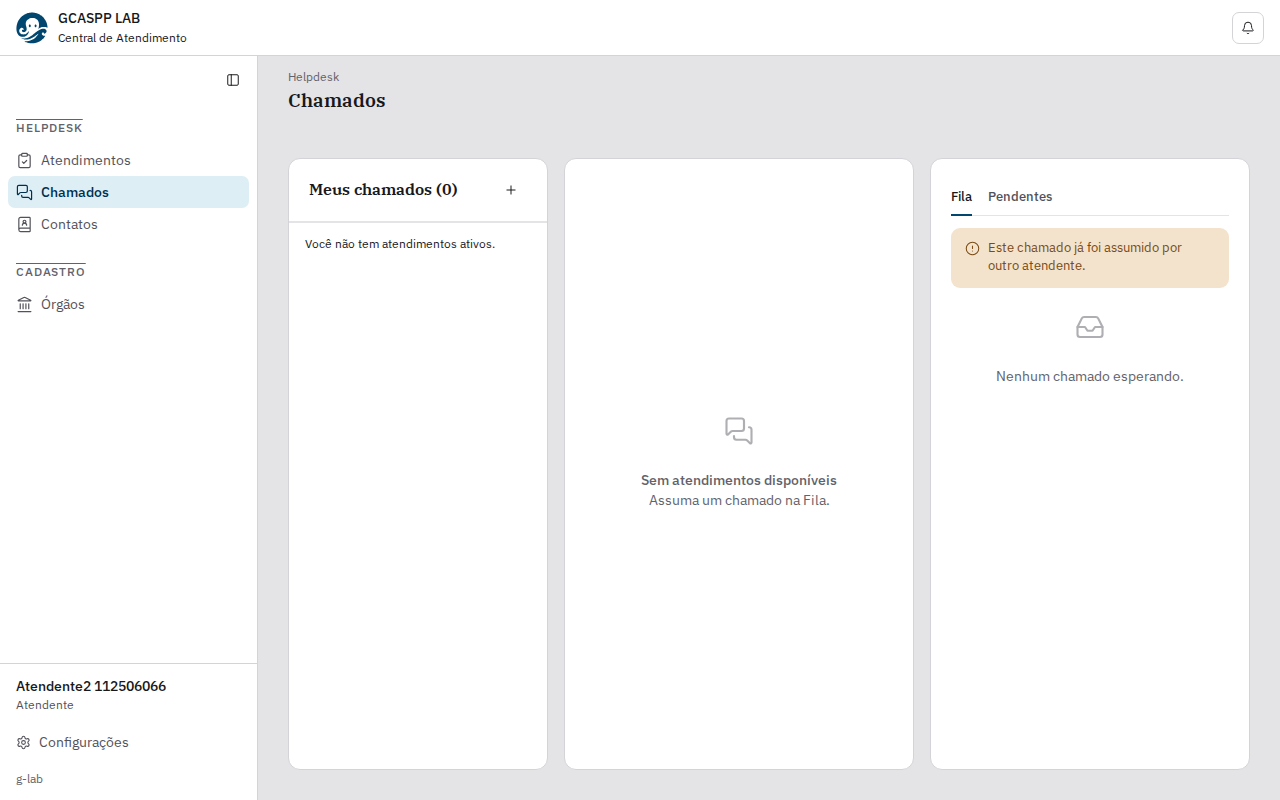 GCASPP LAB
Central de Atendimento
HELPDESK
Atendimentos
Chamados
Contatos
CADASTRO
Órgãos
Atendente2 112506066
Atendente
Configurações
g-lab
Helpdesk
Chamados
Meus chamados (0)
Você não tem atendimentos ativos.
Sem atendimentos disponíveis
Assuma um chamado na Fila.
Fila Pendentes
Este chamado já foi assumido por
outro atendente.
Nenhum chamado esperando.